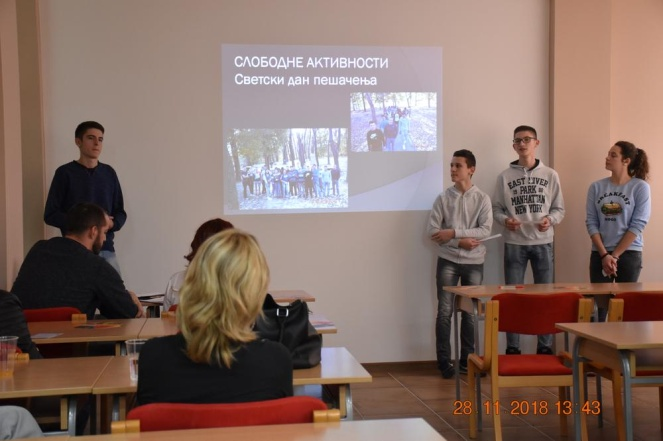 СЛОБОДНЕ АКТИВНОСТИ
Светски дан пешачења
EAST RIVER
PARK
MANHATTAN
NEW YORK
28 11 2018 13 43